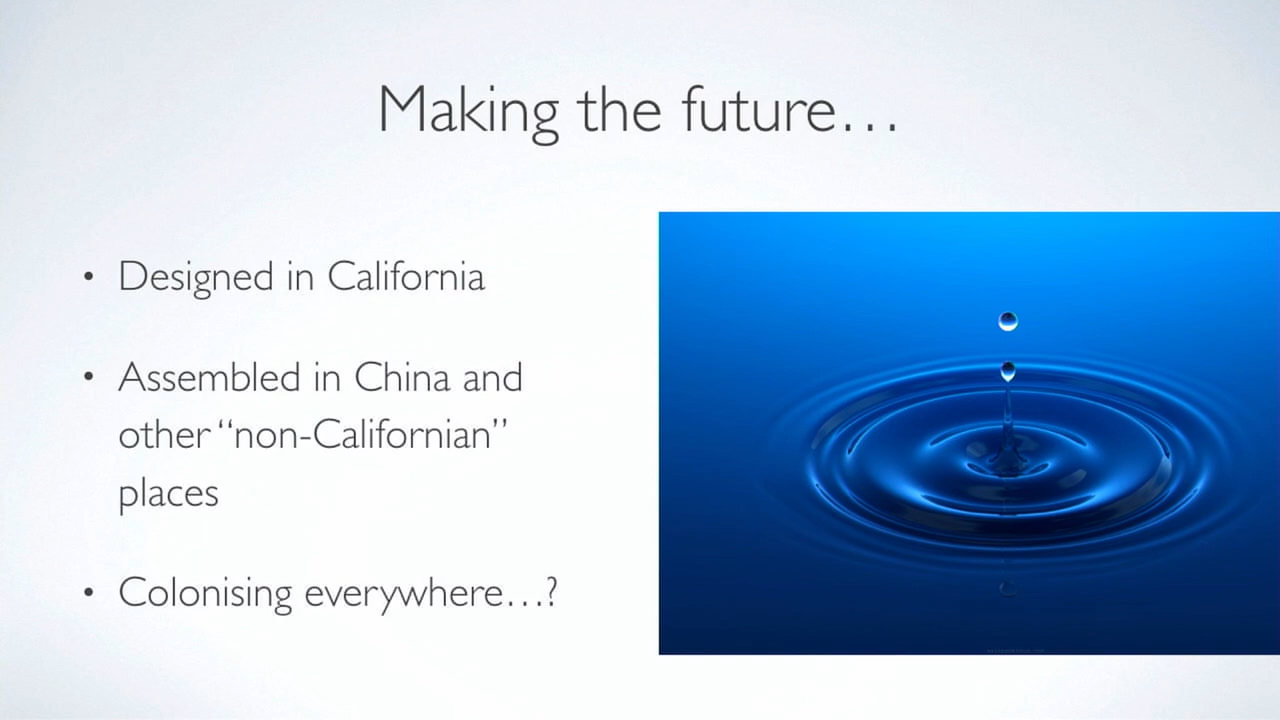 Making the future…
• Designed in California
• Assembled in China and
other “non-Californian”
places
• Colonising everywhere…?